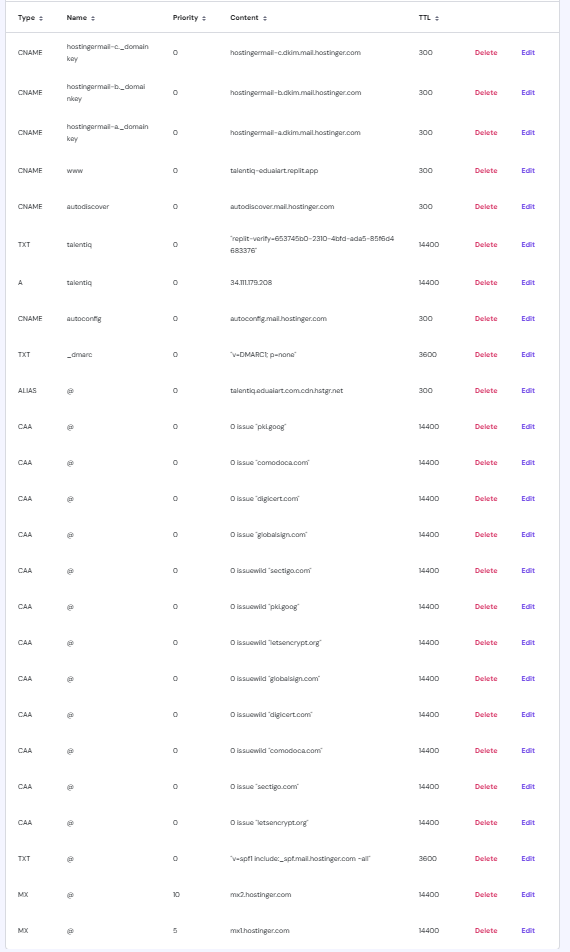 Type Name Priority Content TTL
CNAME hostingermail-c._domain
key 0 hostingermail-c.dkim.mail.hostinger.com 300 Delete Edit
CNAME hostingermail-b._domai
nkey 0 hostingermail-b.dkim.mail.hostinger.com 300 Delete Edit
CNAME hostingermail-a._domain
key 0 hostingermail-a.dkim.mail.hostinger.com 300 Delete Edit
CNAME www 0 talentiq-eduaiart.replit.app 300 Delete Edit
CNAME autodiscover 0 autodiscover.mail.hostinger.com 300 Delete Edit
TXT talentiq 0 "replit-verify=653745b0-2310-4bfd-ada5-85f6d4
683376" 14400 Delete Edit
A talentiq 0 34.111.179.208 14400 Delete Edit
CNAME autoconfig 0 autoconfig.mail.hostinger.com 300 Delete Edit
TXT _dmarc 0 "v=DMARC1; p=none" 3600 Delete Edit
ALIAS @ 0 talentiq.eduaiart.com.cdn.hstgr.net 300 Delete Edit
CAA @ 0 0 issue "pki.goog" 14400 Delete Edit
CAA @ 0 0 issue "comodoca.com" 14400 Delete Edit
CAA @ 0 0 issue "digicert.com" 14400 Delete Edit
CAA @ 0 0 issue "globalsign.com" 14400 Delete Edit
CAA @ 0 0 issuewild "sectigo.com" 14400 Delete Edit
CAA @ 0 0 issuewild "pki.goog" 14400 Delete Edit
CAA @ 0 0 issuewild "letsencrypt.org" 14400 Delete Edit
CAA @ 0 0 issuewild "globalsign.com" 14400 Delete Edit
CAA @ 0 0 issuewild "digicert.com" 14400 Delete Edit
CAA @ 0 0 issuewild "comodoca.com" 14400 Delete Edit
CAA @ 0 0 issue "sectigo.com" 14400 Delete Edit
CAA @ 0 0 issue "letsencrypt.org" 14400 Delete Edit
TXT @ 0 "v=spf1 include:_spf.mail.hostinger.com ~all" 3600 Delete Edit
MX @ 10 mx2.hostinger.com 14400 Delete Edit
MX @ 5 mx1.hostinger.com 14400 Delete Edit